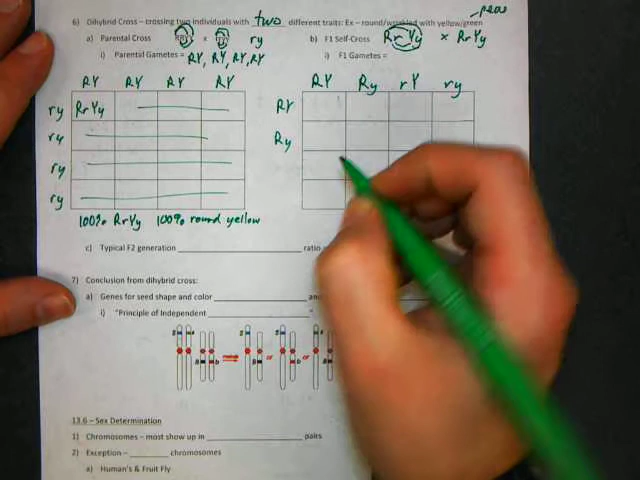 peas
6) Dihybrid Cross – crossing two individuals with two different traits: Ex – round/wrinkled with yellow/green
a) Parental Cross x rryy ry b) F1 Self-Cross RrYy x RrYy
i) Parental Gametes = RY, RY, RY, RY i) F1 Gametes =
RY RY RY RY RY Ry rY ry
ry RrYy RY
ry Ry
ry
ry
100% RrYy 100% round yellow
c) Typical F2 generation ratio
7) Conclusion from dihybrid cross:
a) Genes for seed shape and color
i) "Principle of Independent "
or or
13.6 – Sex Determination
1) Chromosomes – most show up in pairs
2) Exception – chromosomes
a) Human's & Fruit Fly